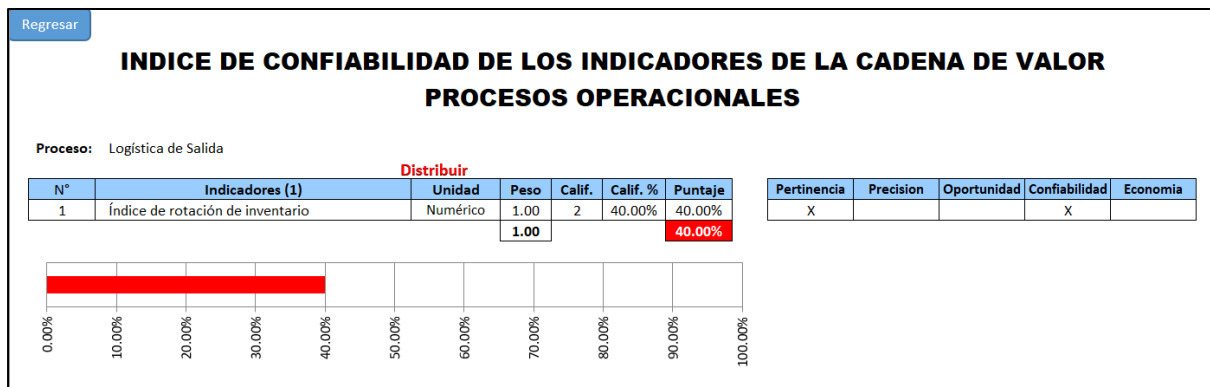 Regresar
INDICE DE CONFIABILIDAD DE LOS INDICADORES DE LA CADENA DE VALOR
PROCESOS OPERACIONALES
Proceso: Logística de Salida
Distribuir
N° Indicadores (1) Unidad Peso Calif. Calif. % Puntaje Pertinencia Precision Oportunidad Confiabilidad Economia
1 Índice de rotación de inventario Numérico 1.00 2 40.00% 40.00% X X
1.00 40.00%
0.00% 10.00% 20.00% 30.00% 40.00% 50.00% 60.00% 70.00% 80.00% 90.00% 100.00%